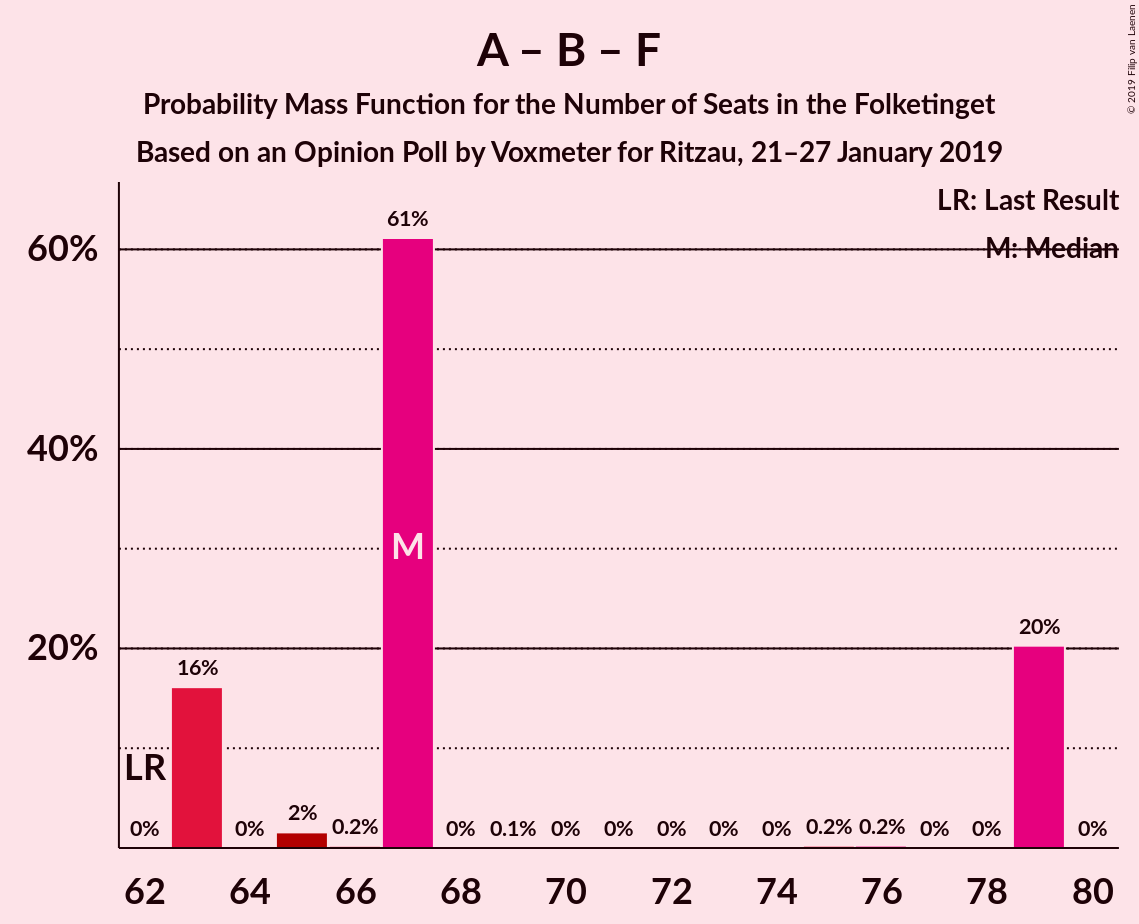 A – B – F
Probability Mass Function for the Number of Seats in the Folketinget
Based on an Opinion Poll by Voxmeter for Ritzau, 21–27 January 2019
© 2019 Filip van Laenen
LR: Last Result
M: Median
60%
40%
20%
61%
M
20%
16%
LR
0%
0%
2%
0.2%
0%
0.1%
0%
0%
0%
0%
0%
0.2%
0.2%
0%
0%
0%
62 64 66 68 70 72 74 76 78 80